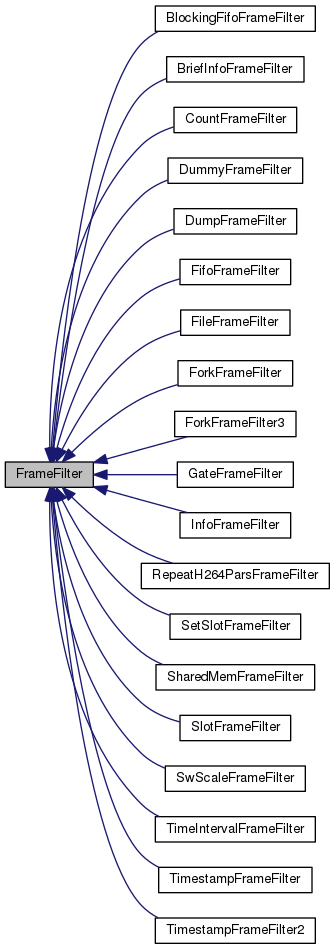 BlockingFifoFrameFilter
BriefInfoFrameFilter
CountFrameFilter
DummyFrameFilter
DumpFrameFilter
FifoFrameFilter
FileFrameFilter
ForkFrameFilter
ForkFrameFilter3
FrameFilter
GateFrameFilter
InfoFrameFilter
RepeatH264ParsFrameFilter
SetSlotFrameFilter
SharedMemFrameFilter
SlotFrameFilter
SwScaleFrameFilter
TimeIntervalFrameFilter
TimestampFrameFilter
TimestampFrameFilter2